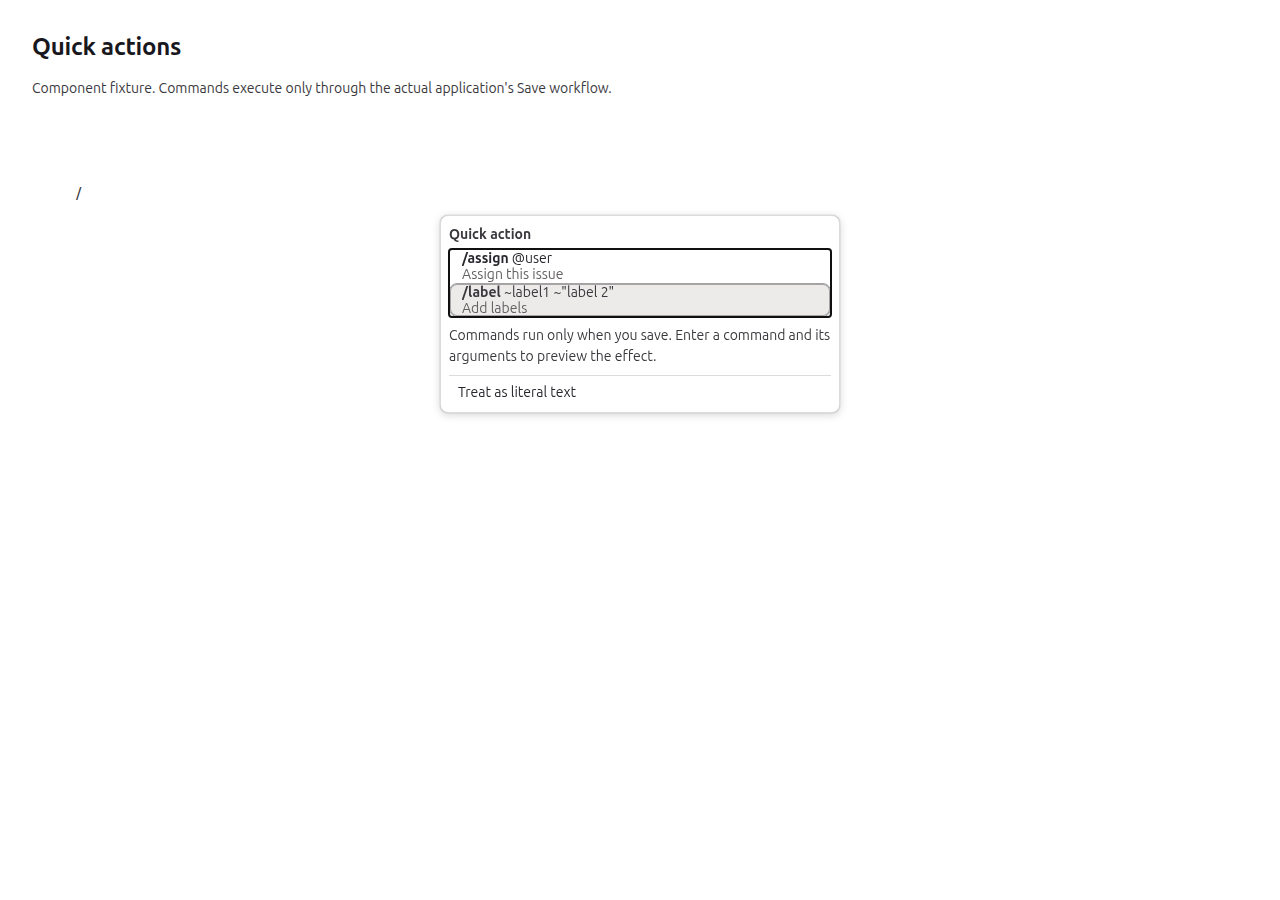 Quick actions
Component fixture. Commands execute only through the actual application's Save workflow.
/
Quick action
/assign @user
Assign this issue
/label ~label1 ~"label 2"
Add labels
Commands run only when you save. Enter a command and its
arguments to preview the effect.
Treat as literal text